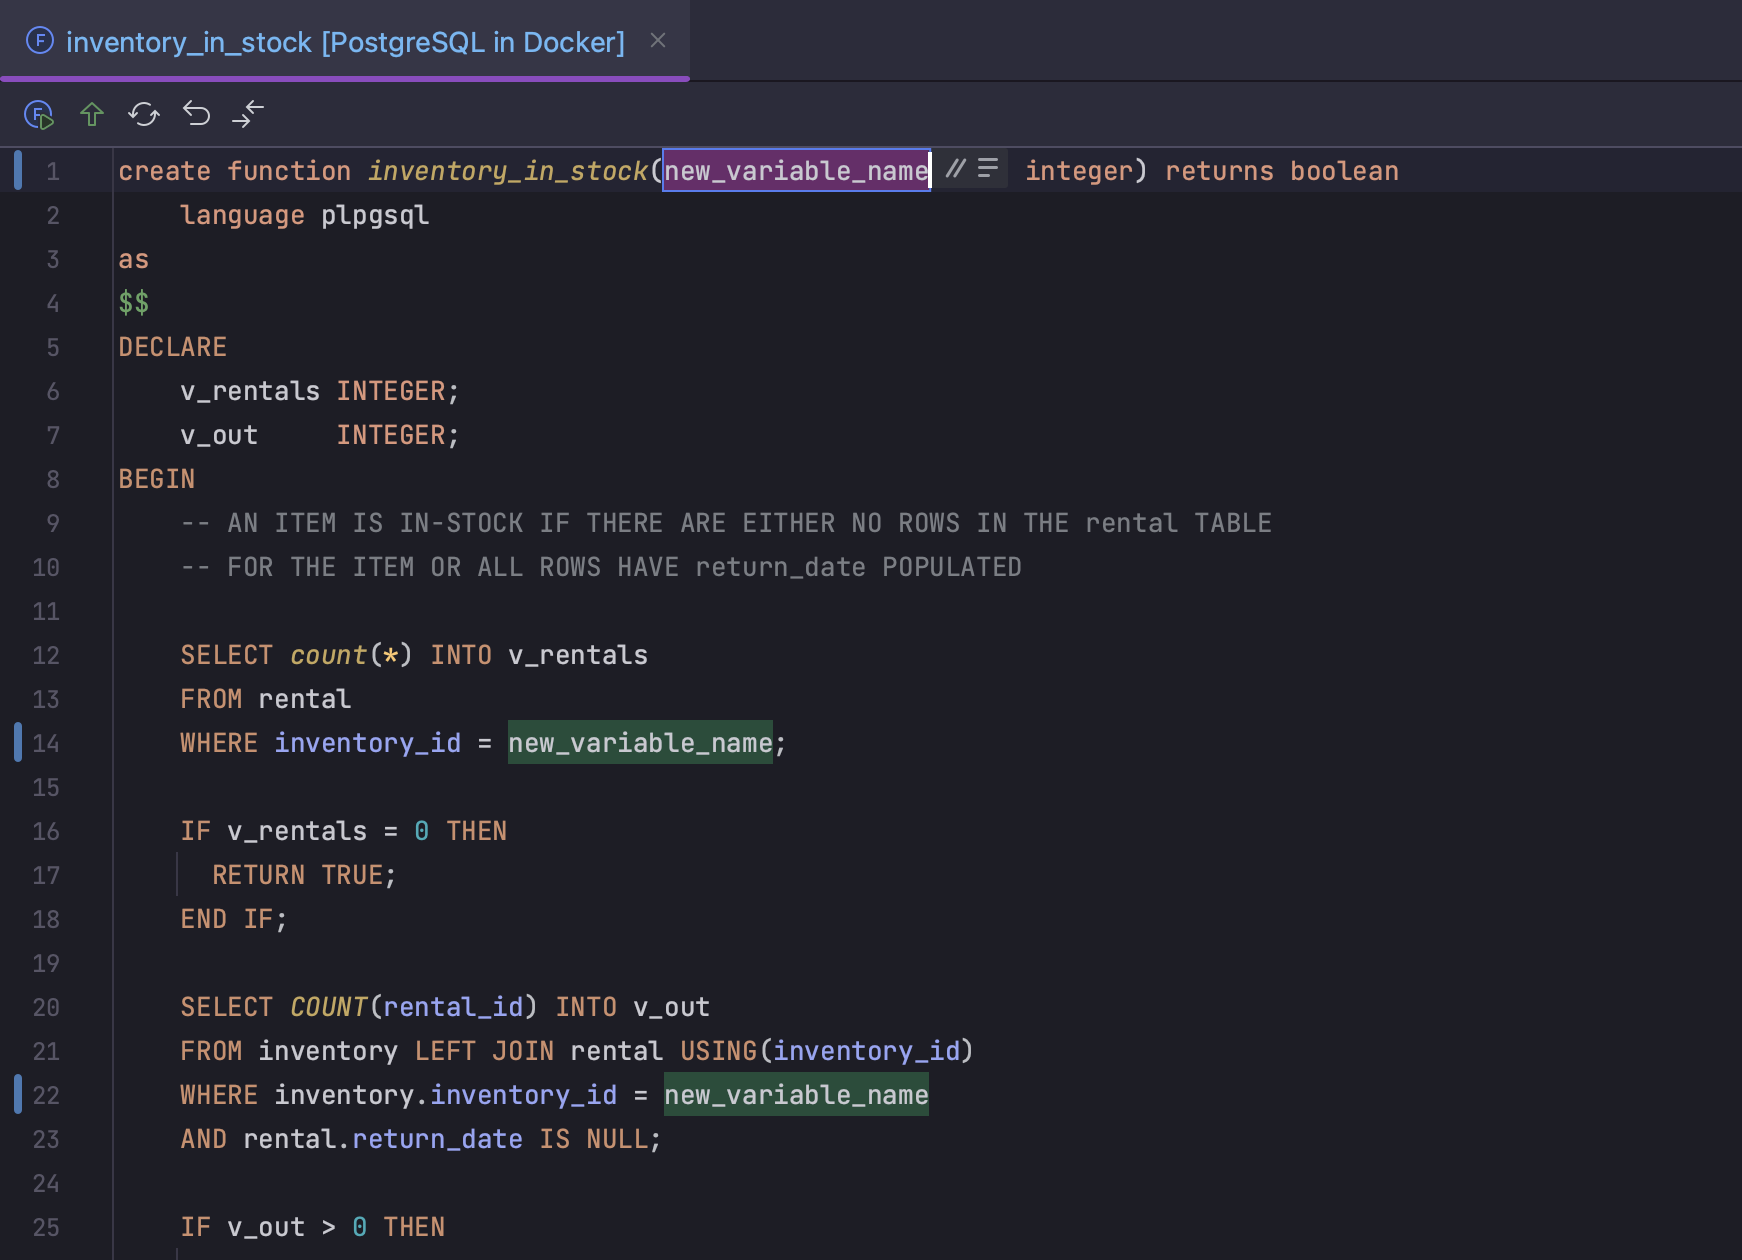 inventory_in_stock [PostgreSQL in Docker]
1 create function inventory_in_stock(new_variable_name integer) returns boolean
2     language plpgsql
3 as
4 $$
5 DECLARE
6     v_rentals INTEGER;
7     v_out     INTEGER;
8 BEGIN
9     -- AN ITEM IS IN-STOCK IF THERE ARE EITHER NO ROWS IN THE rental TABLE
10     -- FOR THE ITEM OR ALL ROWS HAVE return_date POPULATED
11
12     SELECT count(*) INTO v_rentals
13     FROM rental
14     WHERE inventory_id = new_variable_name;
15
16     IF v_rentals = 0 THEN
17       RETURN TRUE;
18     END IF;
19
20     SELECT COUNT(rental_id) INTO v_out
21     FROM inventory LEFT JOIN rental USING(inventory_id)
22     WHERE inventory.inventory_id = new_variable_name
23     AND rental.return_date IS NULL;
24
25     IF v_out > 0 THEN